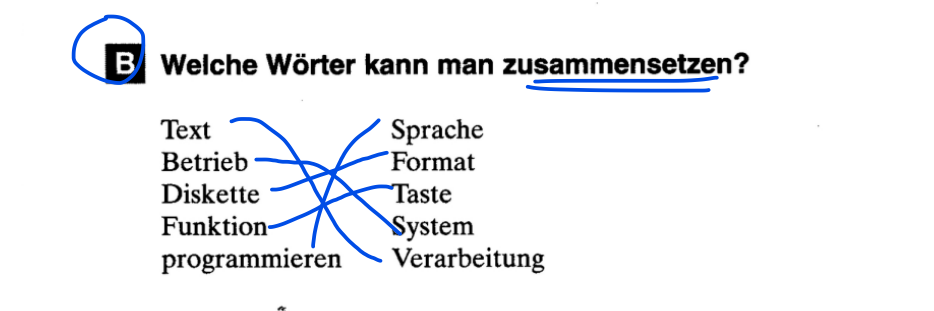 B Welche Wörter kann man zusammensetzen?
Text Sprache
Betrieb Format
Diskette Taste
Funktion System
programmieren Verarbeitung